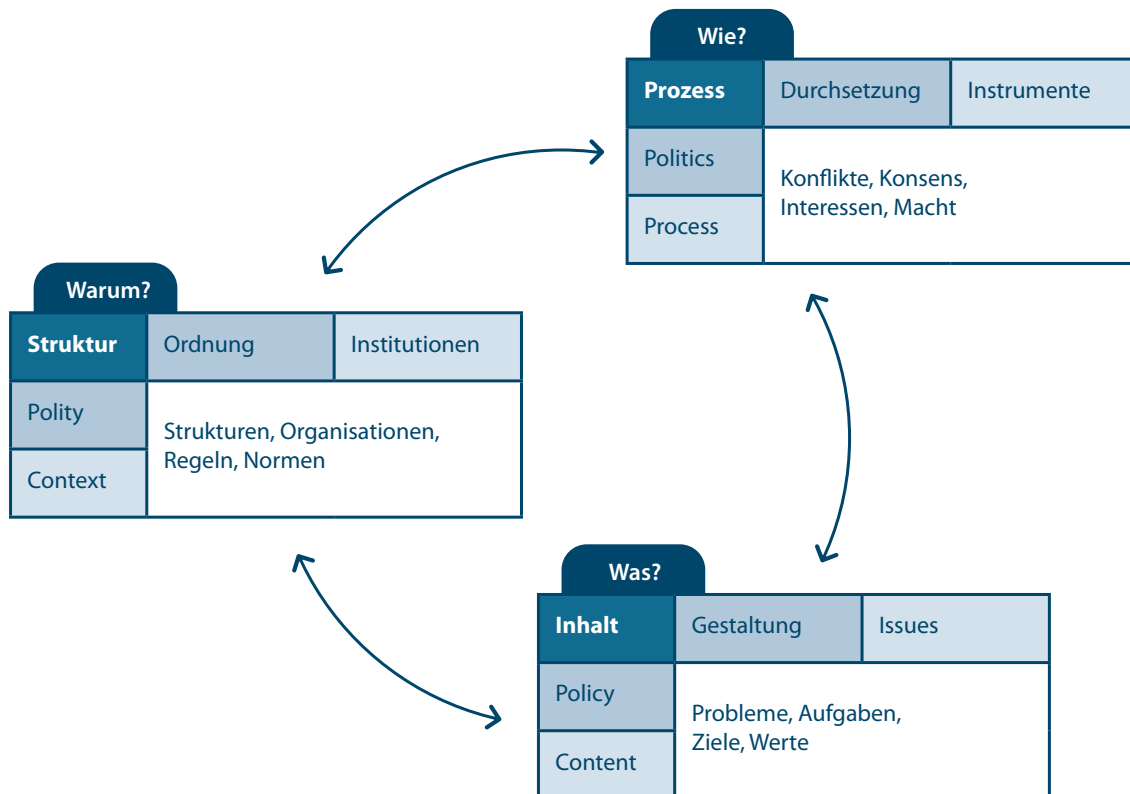 Wie?
Prozess
Durchsetzung
Instrumente
Politics
Process
Konflikte, Konsens,
Interessen, Macht
Warum?
Struktur
Ordnung
Institutionen
Polity
Context
Strukturen, Organisationen,
Regeln, Normen
Was?
Inhalt
Gestaltung
Issues
Policy
Content
Probleme, Aufgaben,
Ziele, Werte